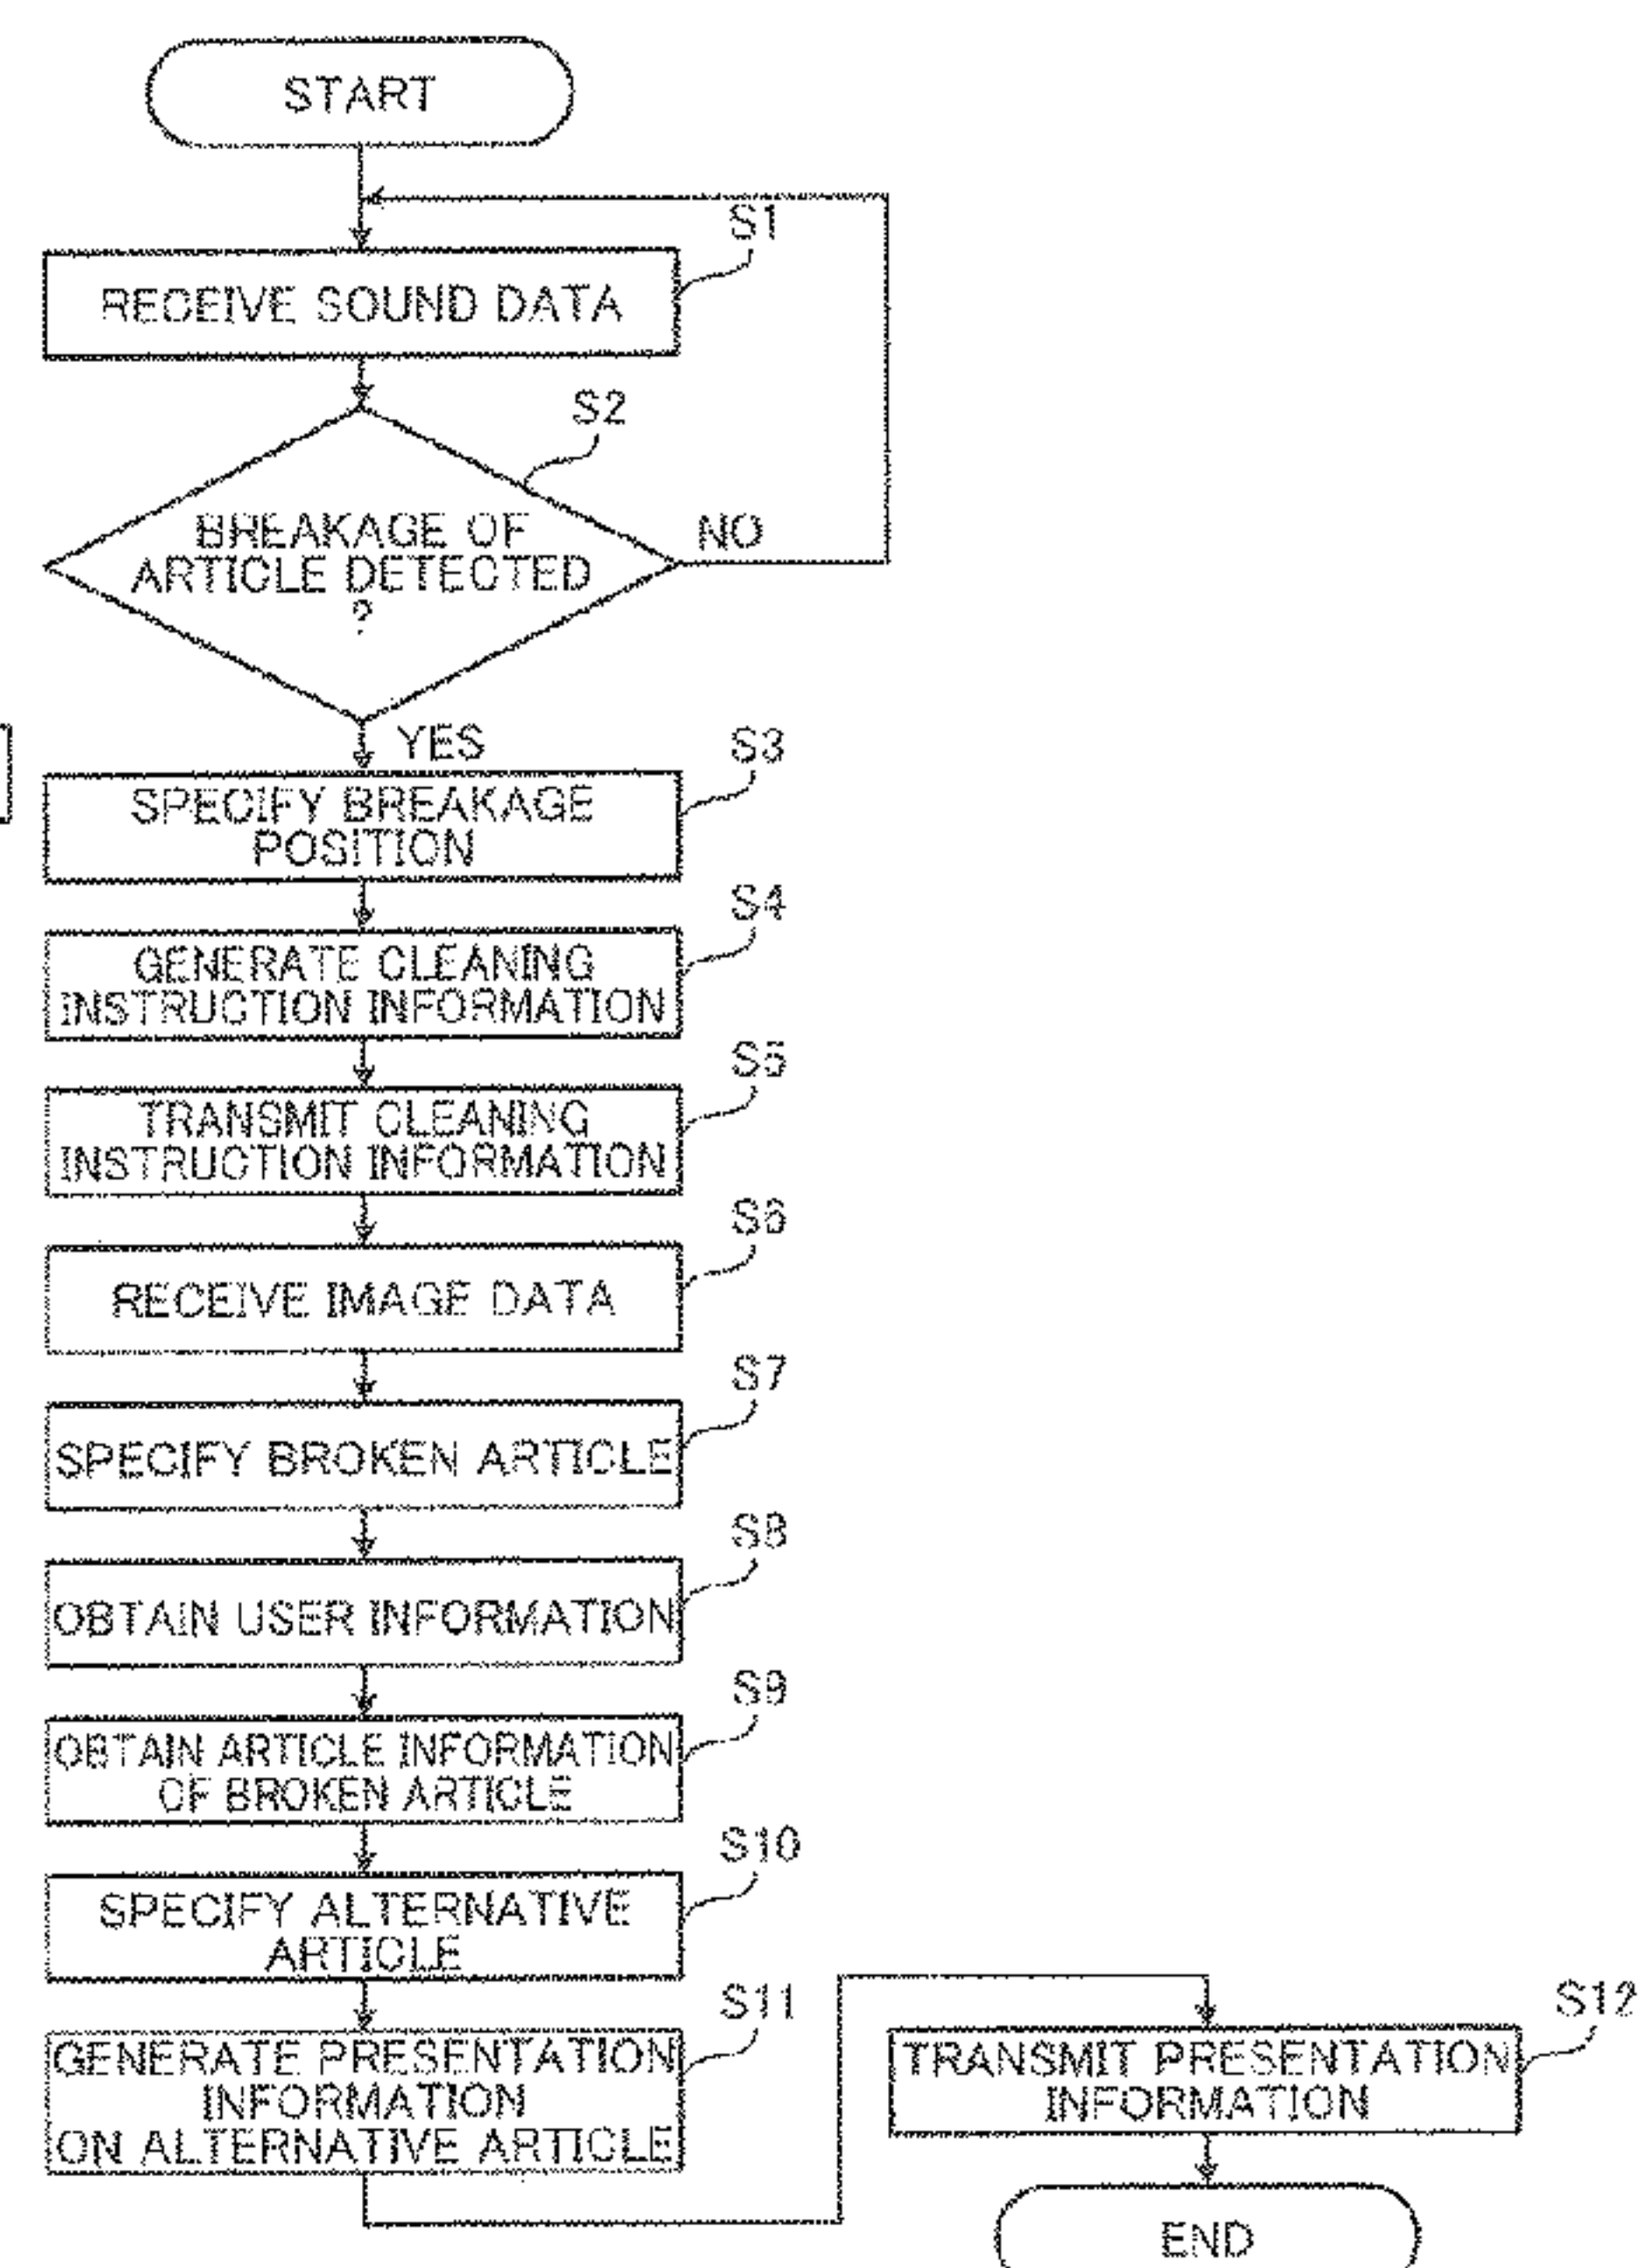 START
S1
RECEIVE SOUND DATA
S2
BREAKAGE OF
ARTICLE DETECTED
?
NO
YES
S3
SPECIFY BREAKAGE
POSITION
S4
GENERATE CLEANING
INSTRUCTION INFORMATION
S5
TRANSMIT CLEANING
INSTRUCTION INFORMATION
S6
RECEIVE IMAGE DATA
S7
SPECIFY BROKEN ARTICLE
S8
OBTAIN USER INFORMATION
S9
OBTAIN ARTICLE INFORMATION
OF BROKEN ARTICLE
S10
SPECIFY ALTERNATIVE
ARTICLE
S11
GENERATE PRESENTATION
INFORMATION
ON ALTERNATIVE ARTICLE
S12
TRANSMIT PRESENTATION
INFORMATION
END